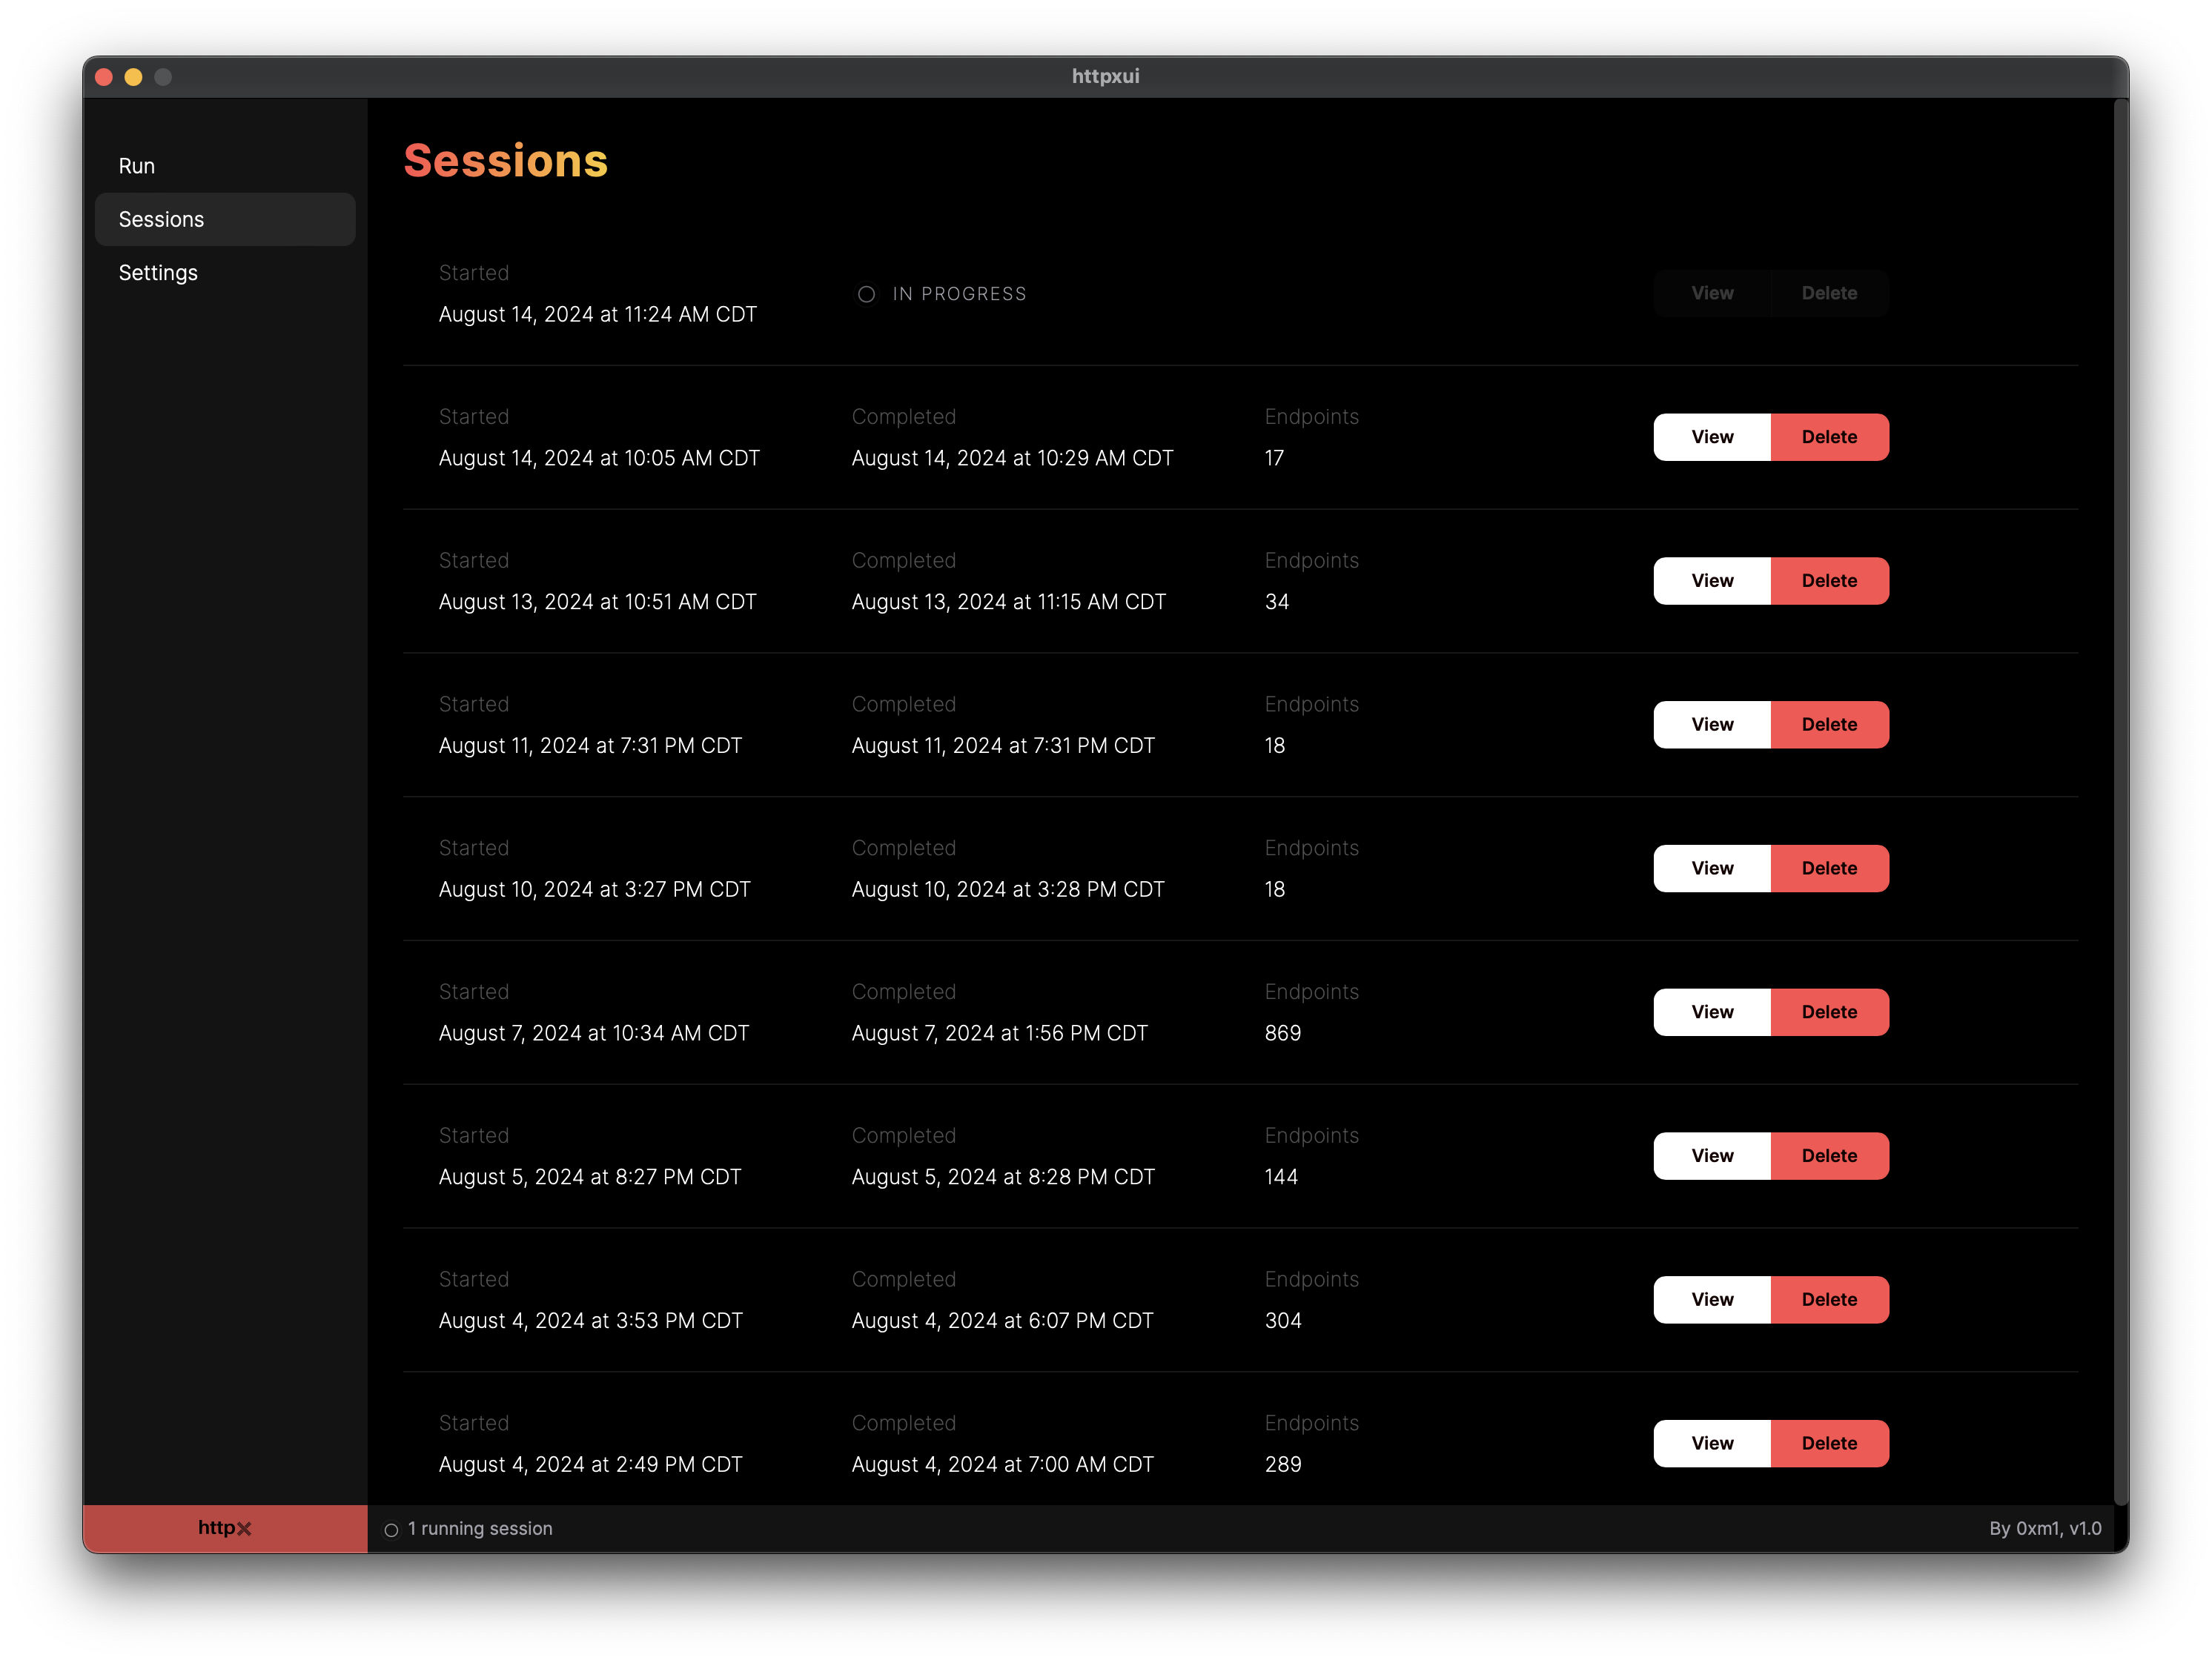 httpxui
Run
Sessions
Settings
Sessions
Started
August 14, 2024 at 11:24 AM CDT
IN PROGRESS
View Delete
Started Completed Endpoints
August 14, 2024 at 10:05 AM CDT August 14, 2024 at 10:29 AM CDT 17
View Delete
Started Completed Endpoints
August 13, 2024 at 10:51 AM CDT August 13, 2024 at 11:15 AM CDT 34
View Delete
Started Completed Endpoints
August 11, 2024 at 7:31 PM CDT August 11, 2024 at 7:31 PM CDT 18
View Delete
Started Completed Endpoints
August 10, 2024 at 3:27 PM CDT August 10, 2024 at 3:28 PM CDT 18
View Delete
Started Completed Endpoints
August 7, 2024 at 10:34 AM CDT August 7, 2024 at 1:56 PM CDT 869
View Delete
Started Completed Endpoints
August 5, 2024 at 8:27 PM CDT August 5, 2024 at 8:28 PM CDT 144
View Delete
Started Completed Endpoints
August 4, 2024 at 3:53 PM CDT August 4, 2024 at 6:07 PM CDT 304
View Delete
Started Completed Endpoints
August 4, 2024 at 2:49 PM CDT August 4, 2024 at 7:00 AM CDT 289
View Delete
httpx
1 running session
By 0xm1, v1.0